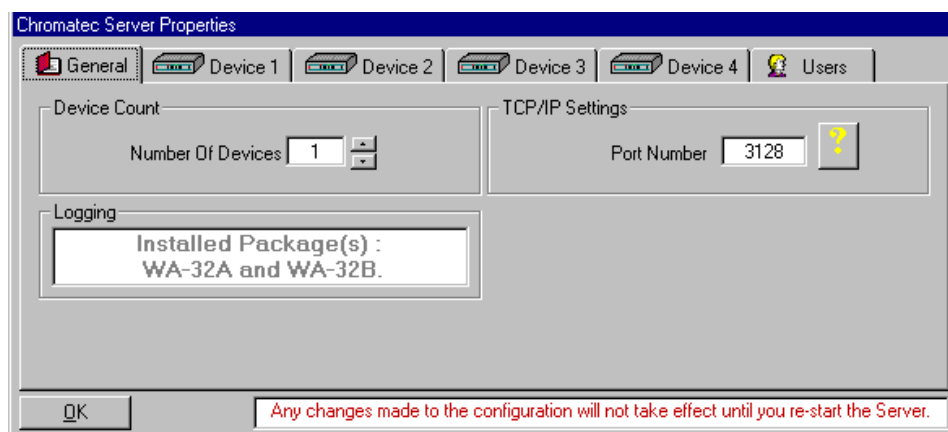 Chromatec Server Properties
General Device 1 Device 2 Device 3 Device 4 Users
Device Count
Number Of Devices 1
TCP/IP Settings
Port Number 3128 ?
Logging
Installed Package(s) :
WA-32A and WA-32B.
OK
Any changes made to the configuration will not take effect until you re-start the Server.